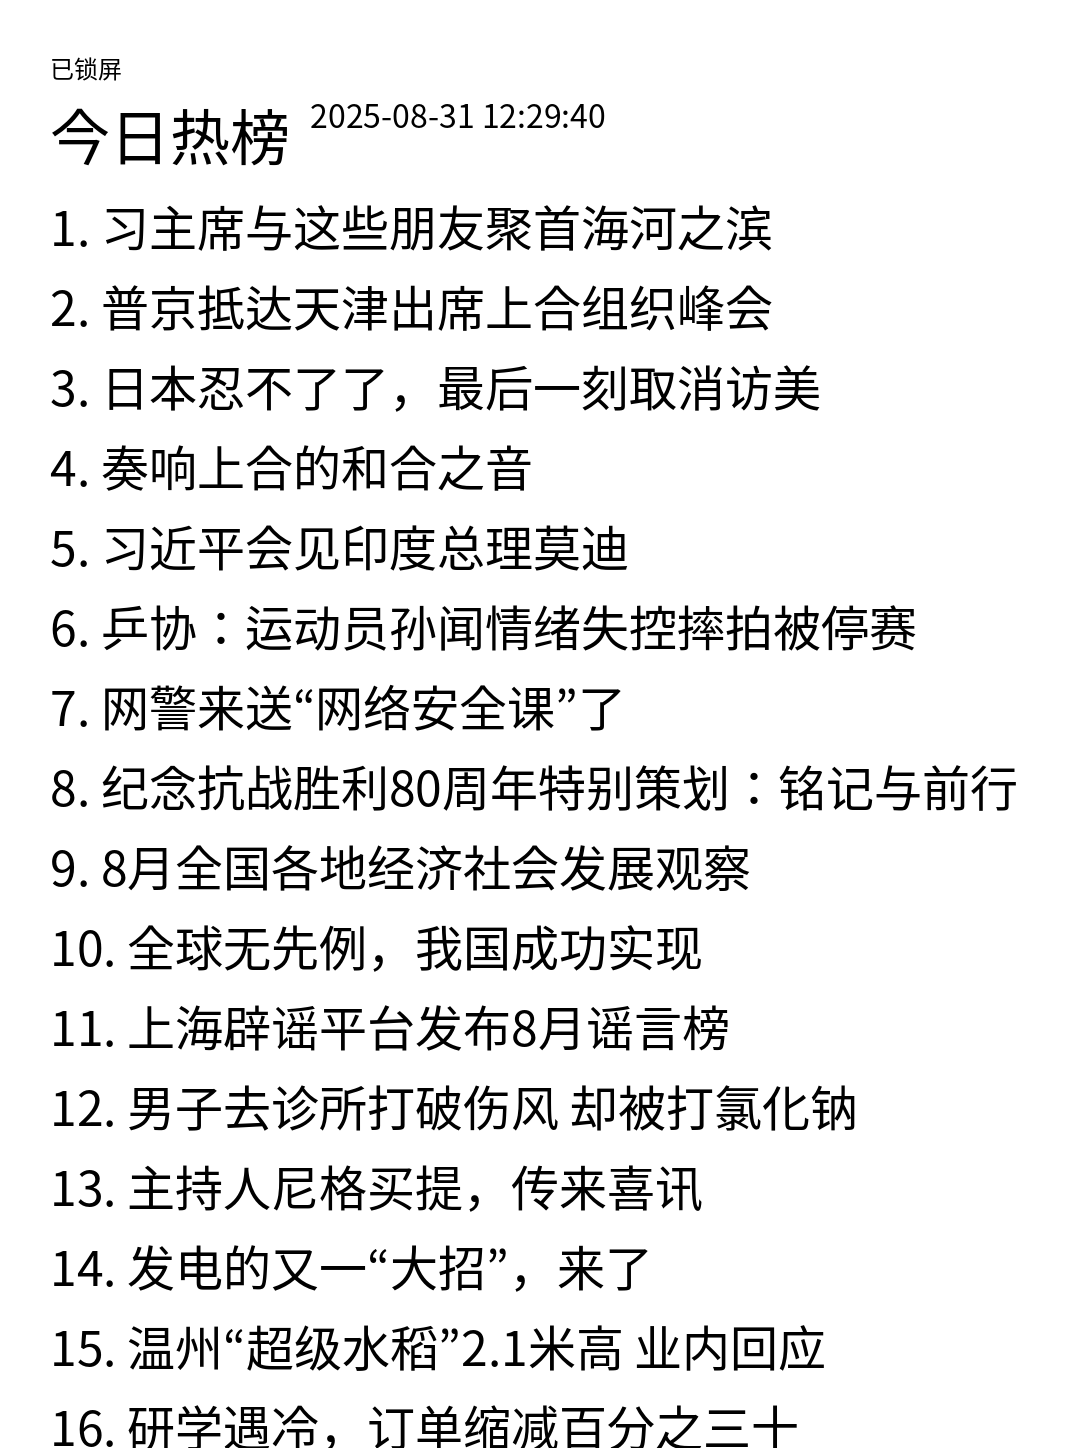 已锁屏
今日热榜 2025-08-31 12:29:40
1. 习主席与这些朋友聚首海河之滨
2. 普京抵达天津出席上合组织峰会
3. 日本忍不了了，最后一刻取消访美
4. 奏响上合的和合之音
5. 习近平会见印度总理莫迪
6. 乒协：运动员孙闻情绪失控摔拍被停赛
7. 网警来送“网络安全课”了
8. 纪念抗战胜利80周年特别策划：铭记与前行
9. 8月全国各地经济社会发展观察
10. 全球无先例，我国成功实现
11. 上海辟谣平台发布8月谣言榜
12. 男子去诊所打破伤风 却被打氯化钠
13. 主持人尼格买提，传来喜讯
14. 发电的又一“大招”，来了
15. 温州“超级水稻”2.1米高 业内回应
16. 研学遇冷，订单缩减百分之三十